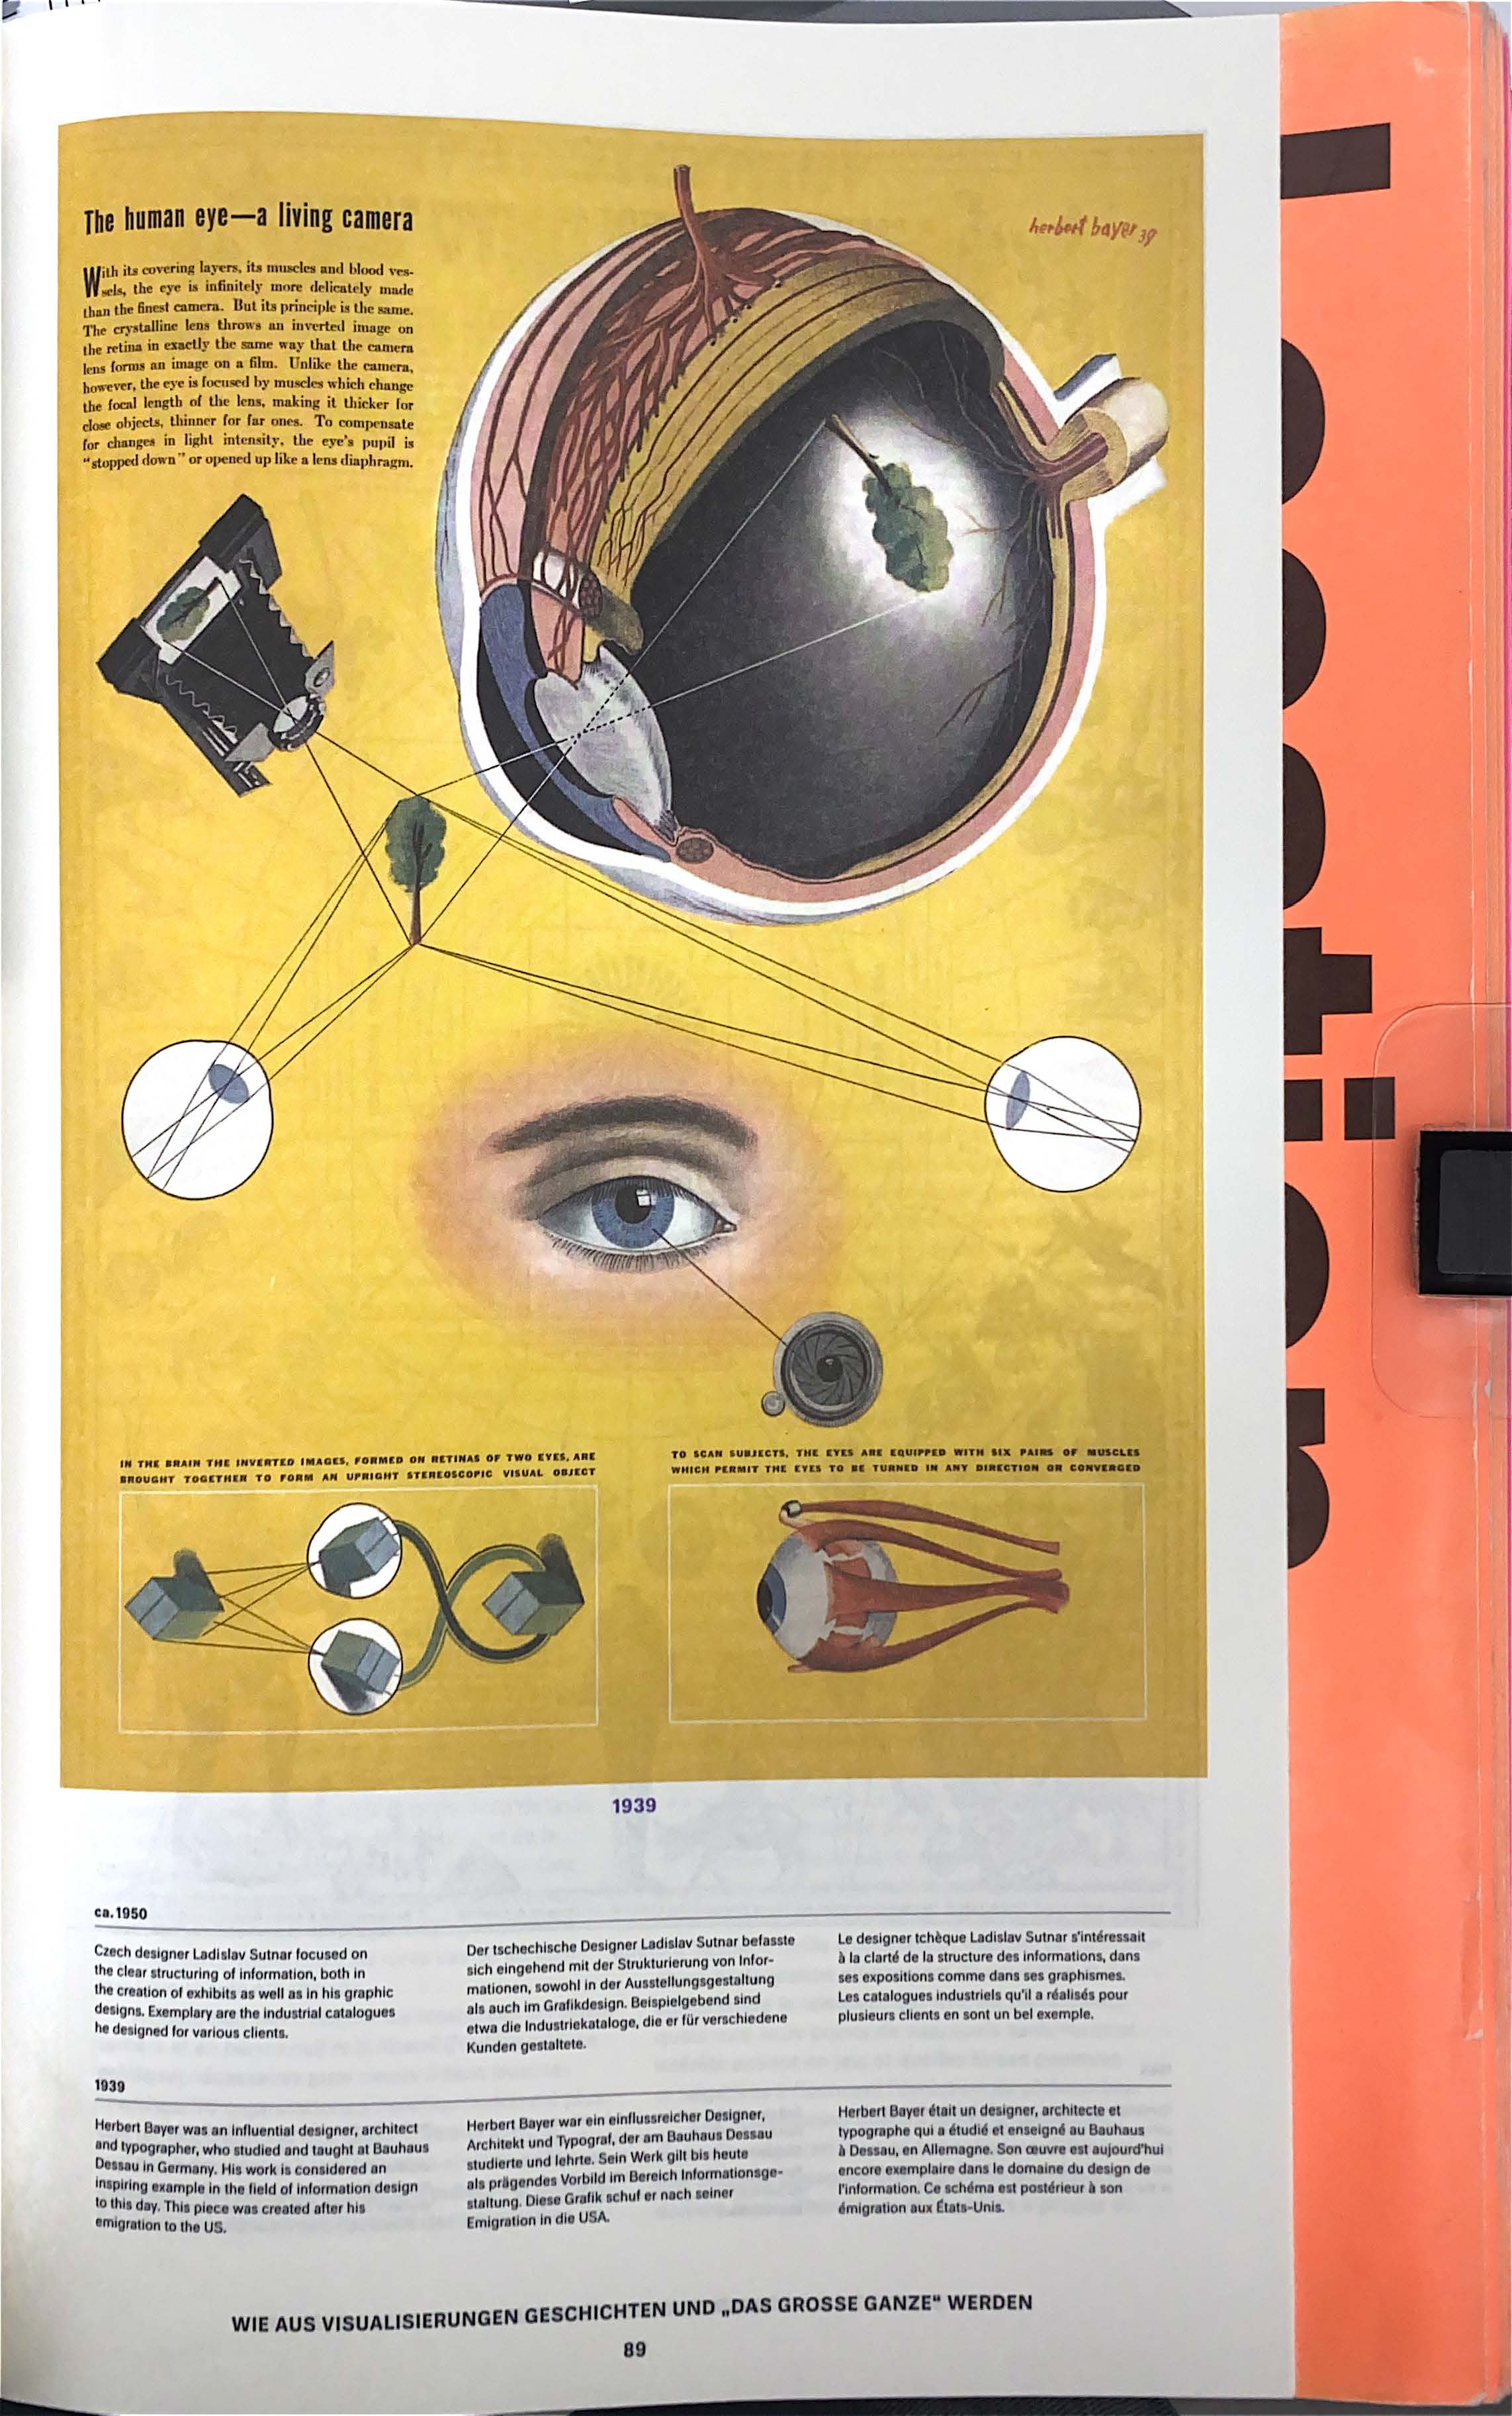 The human eye—a living camera
With its covering layers, its muscles and blood ves-
sels, the eye is infinitely more delicately made
than the finest camera. But its principle is the same.
The crystalline lens throws an inverted image on
the retina in exactly the same way that the camera
lens forms an image on a film. Unlike the camera,
however, the eye is focused by muscles which change
the focal length of the lens, making it thicker for
close objects, thinner for far ones. To compensate
for changes in light intensity, the eye's pupil is
"stopped down" or opened up like a lens diaphragm.
herbert bayer 39
IN THE BRAIN THE INVERTED IMAGES, FORMED ON RETINAS OF TWO EYES, ARE
BROUGHT TOGETHER TO FORM AN UPRIGHT STEREOSCOPIC VISUAL OBJECT
TO SCAN SUBJECTS, THE EYES ARE EQUIPPED WITH SIX PAIRS OF MUSCLES
WHICH PERMIT THE EYES TO BE TURNED IN ANY DIRECTION OR CONVERGED
1939
ca. 1950
Czech designer Ladislav Sutnar focused on
the clear structuring of information, both in
the creation of exhibits as well as in his graphic
designs. Exemplary are the industrial catalogues
he designed for various clients.
Der tschechische Designer Ladislav Sutnar befasste
sich eingehend mit der Strukturierung von Infor-
mationen, sowohl in der Ausstellungsgestaltung
als auch im Grafikdesign. Beispielgebend sind
etwa die Industriekataloge, die er für verschiedene
Kunden gestaltete.
Le designer tchèque Ladislav Sutnar s'intéressait
à la clarté de la structure des informations, dans
ses expositions comme dans ses graphismes.
Les catalogues industriels qu'il a réalisés pour
plusieurs clients en sont un bel exemple.
1939
Herbert Bayer was an influential designer, architect
and typographer, who studied and taught at Bauhaus
Dessau in Germany. His work is considered an
inspiring example in the field of information design
to this day. This piece was created after his
emigration to the US.
Herbert Bayer war ein einflussreicher Designer,
Architekt und Typograf, der am Bauhaus Dessau
studierte und lehrte. Sein Werk gilt bis heute
als prägendes Vorbild im Bereich Informationsge-
staltung. Diese Grafik schuf er nach seiner
Emigration in die USA.
Herbert Bayer était un designer, architecte et
typographe qui a étudié et enseigné au Bauhaus
à Dessau, en Allemagne. Son œuvre est aujourd'hui
encore exemplaire dans le domaine du design de
l'information. Ce schéma est postérieur à son
émigration aux États-Unis.
WIE AUS VISUALISIERUNGEN GESCHICHTEN UND „DAS GROSSE GANZE“ WERDEN
89